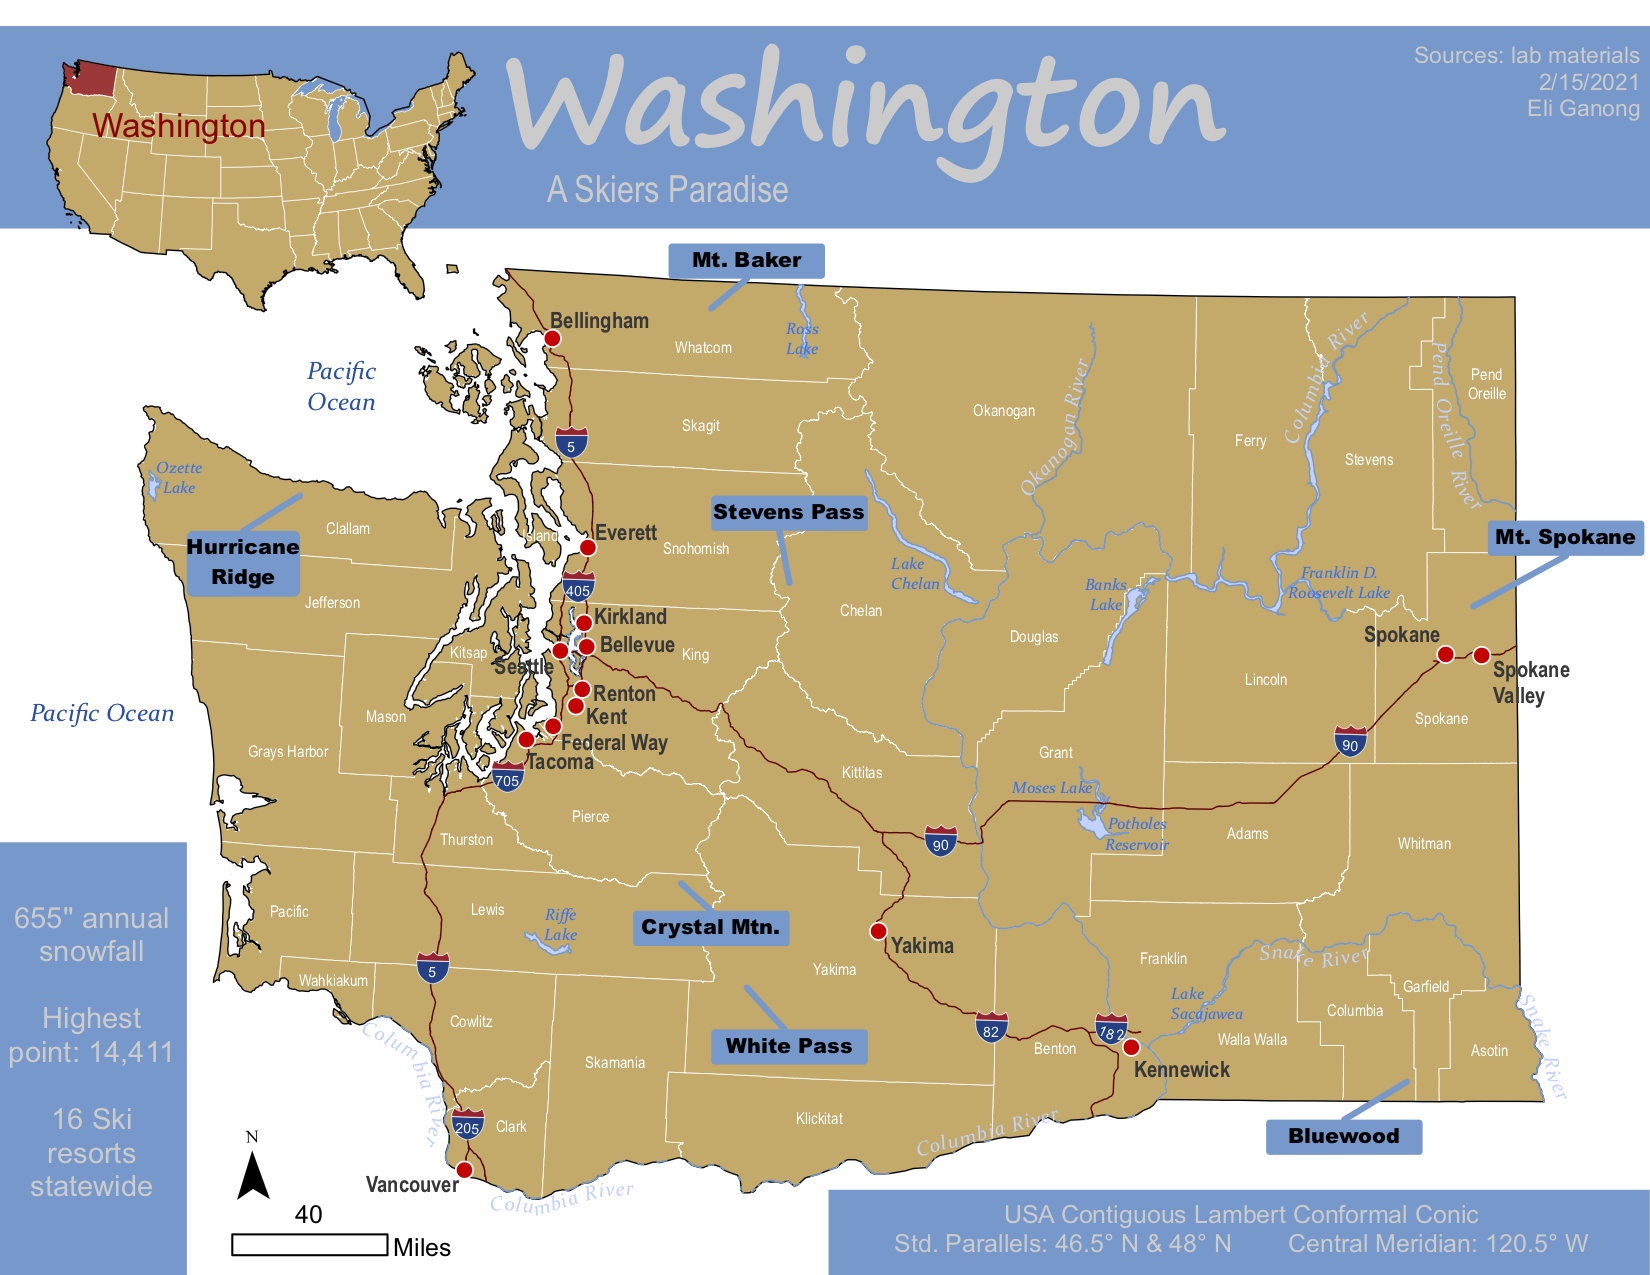 Washington
A Skiers Paradise
Sources: lab materials
2/15/2021
Eli Ganong
Washington
Mt. Baker
Bellingham
Ross
Lake
Whatcom
Pacific
Ocean
Columbia River
Pend Oreille River
Pend
Oreille
Okanogan River
Okanogan
Skagit
Ferry
Stevens
5
Ozette
Lake
Stevens Pass
Clallam
Island
Everett
Snohomish
Mt. Spokane
Hurricane
Ridge
Lake
Chelan
Banks
Lake
Franklin D.
Roosevelt Lake
405
Jefferson
Kirkland
Chelan
Douglas
Spokane
Bellevue
Kitsap
Seattle
King
Spokane
Valley
Lincoln
Renton
Pacific Ocean
Mason
Kent
Spokane
Federal Way
Grays Harbor
Grant
90
Tacoma
705
Kittitas
Moses Lake
Pierce
Potholes
Reservoir
Thurston
90
Adams
Whitman
655" annual
snowfall
Highest
point: 14,411
16 Ski
resorts
statewide
Pacific
Lewis
Riffe
Lake
Crystal Mtn.
Yakima
Snake River
Franklin
5
Yakima
Wahkiakum
Garfield
Lake
Sacajawea
Columbia
Cowlitz
82
182
Walla Walla
Snake River
Columbia River
White Pass
Benton
Asotin
Skamania
Kennewick
Klickitat
Columbia River
205
Clark
Bluewood
N
Vancouver
Columbia River
40
Miles
USA Contiguous Lambert Conformal Conic
Std. Parallels: 46.5° N & 48° N Central Meridian: 120.5° W